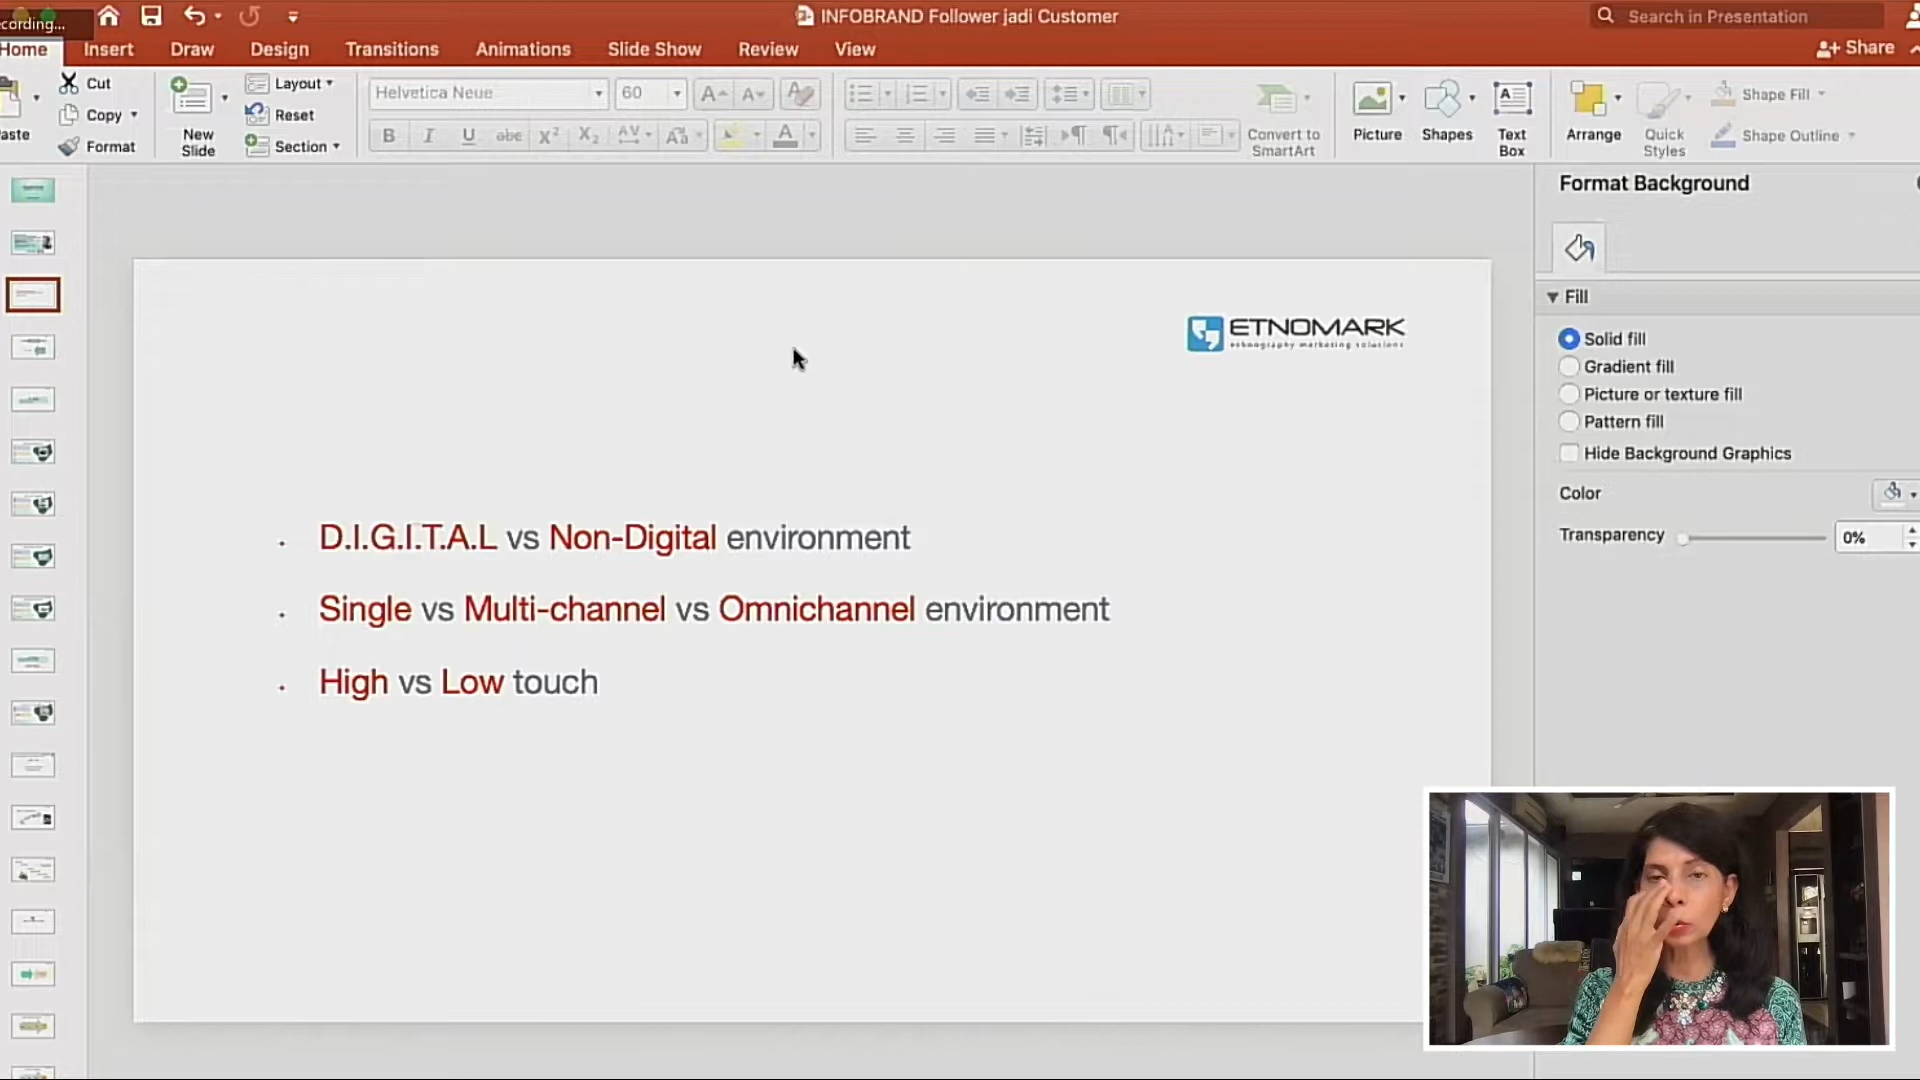 cording...
INFOBRAND Follower jadi Customer
Search in Presentation
Home Insert Draw Design Transitions Animations Slide Show Review View Share
Cut
Copy
Format
New Slide
Layout
Reset
Section
Helvetica Neue 60
Convert to SmartArt
Picture
Shapes
Text Box
Arrange
Quick Styles
Shape Fill
Shape Outline
Format Background
Fill
Solid fill
Gradient fill
Picture or texture fill
Pattern fill
Hide Background Graphics
Color
Transparency 0%
ETNOMARK
ethnography marketing solutions
D.I.G.I.T.A.L vs Non-Digital environment
Single vs Multi-channel vs Omnichannel environment
High vs Low touch